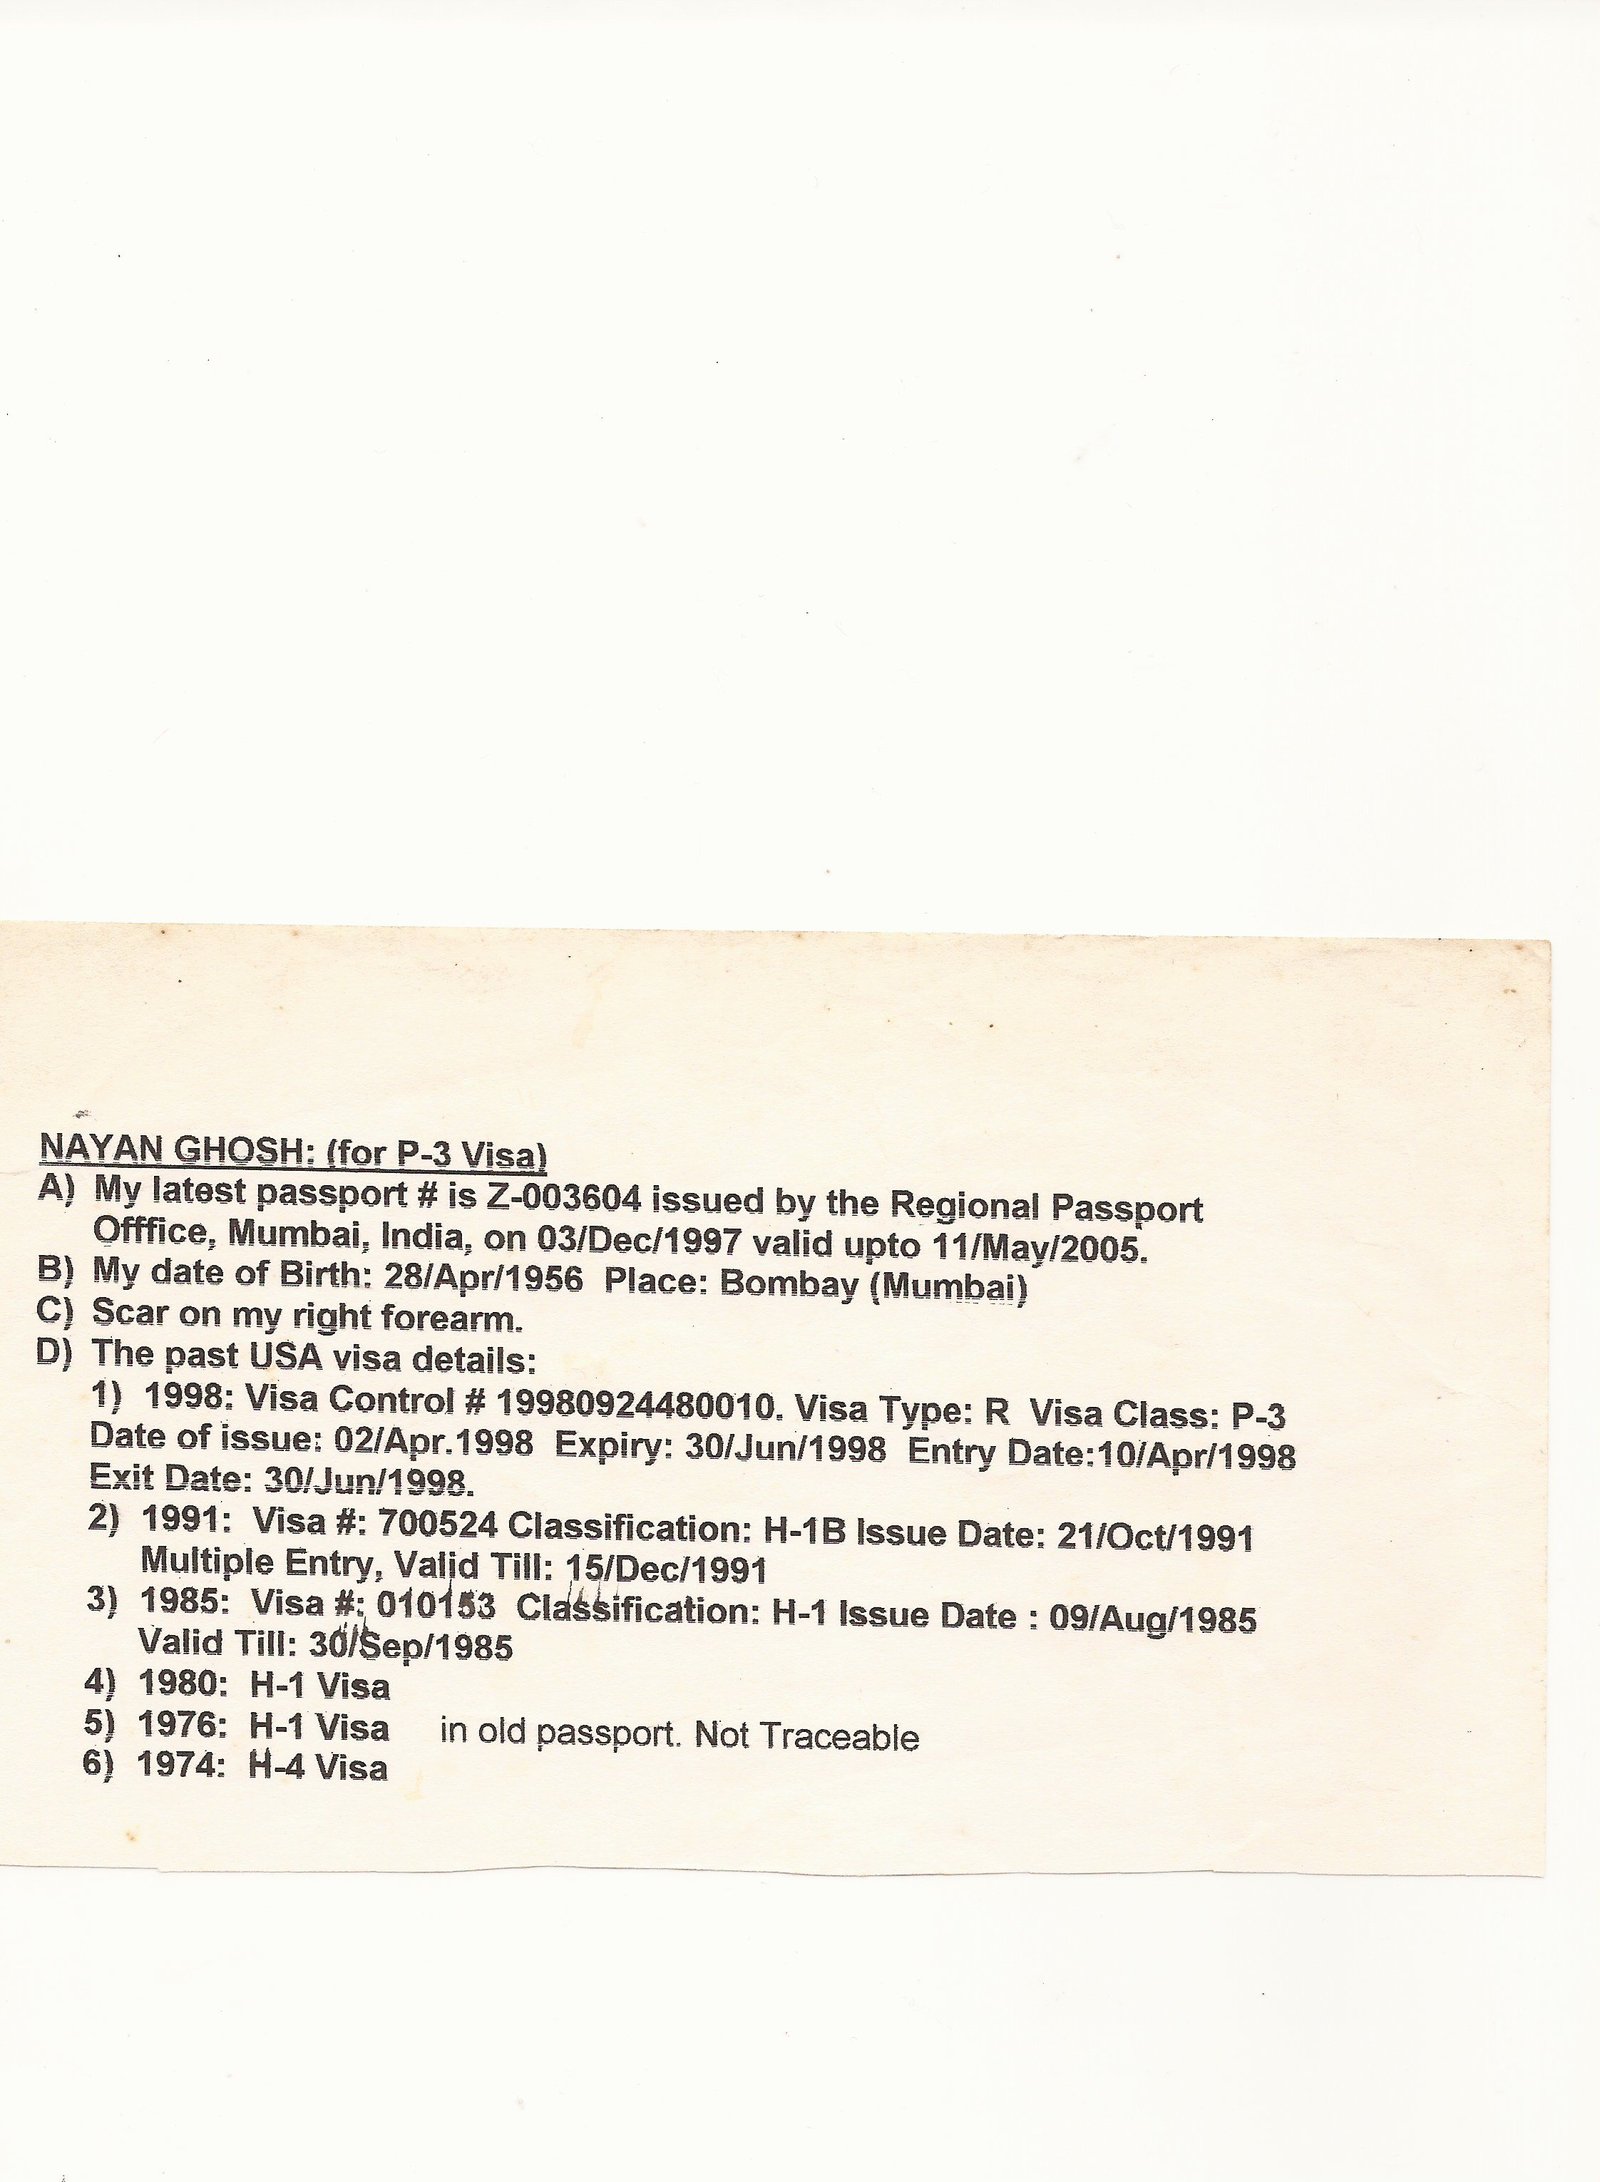 NAYAN GHOSH: (for P-3 Visa)
A) My latest passport # is Z-003604 issued by the Regional Passport
Offfice, Mumbai, India, on 03/Dec/1997 valid upto 11/May/2005.
B) My date of Birth: 28/Apr/1956 Place: Bombay (Mumbai)
C) Scar on my right forearm.
D) The past USA visa details:
1) 1998: Visa Control # 19980924480010. Visa Type: R Visa Class: P-3
Date of issue: 02/Apr.1998 Expiry: 30/Jun/1998 Entry Date:10/Apr/1998
Exit Date: 30/Jun/1998.
2) 1991: Visa #: 700524 Classification: H-1B Issue Date: 21/Oct/1991
Multiple Entry, Valid Till: 15/Dec/1991
3) 1985: Visa #: 010153 Classification: H-1 Issue Date : 09/Aug/1985
Valid Till: 30/Sep/1985
4) 1980: H-1 Visa
5) 1976: H-1 Visa in old passport. Not Traceable
6) 1974: H-4 Visa